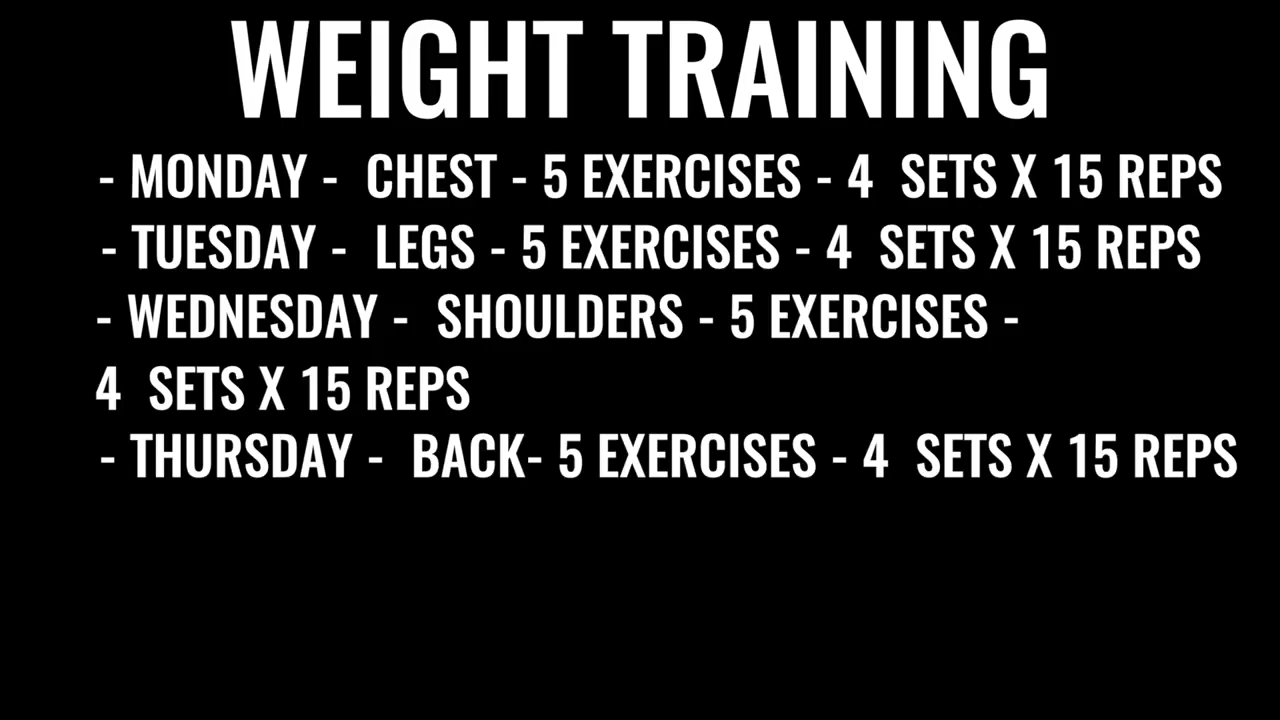 WEIGHT TRAINING
- MONDAY - CHEST - 5 EXERCISES - 4 SETS X 15 REPS
- TUESDAY - LEGS - 5 EXERCISES - 4 SETS X 15 REPS
- WEDNESDAY - SHOULDERS - 5 EXERCISES -
4 SETS X 15 REPS
- THURSDAY - BACK- 5 EXERCISES - 4 SETS X 15 REPS